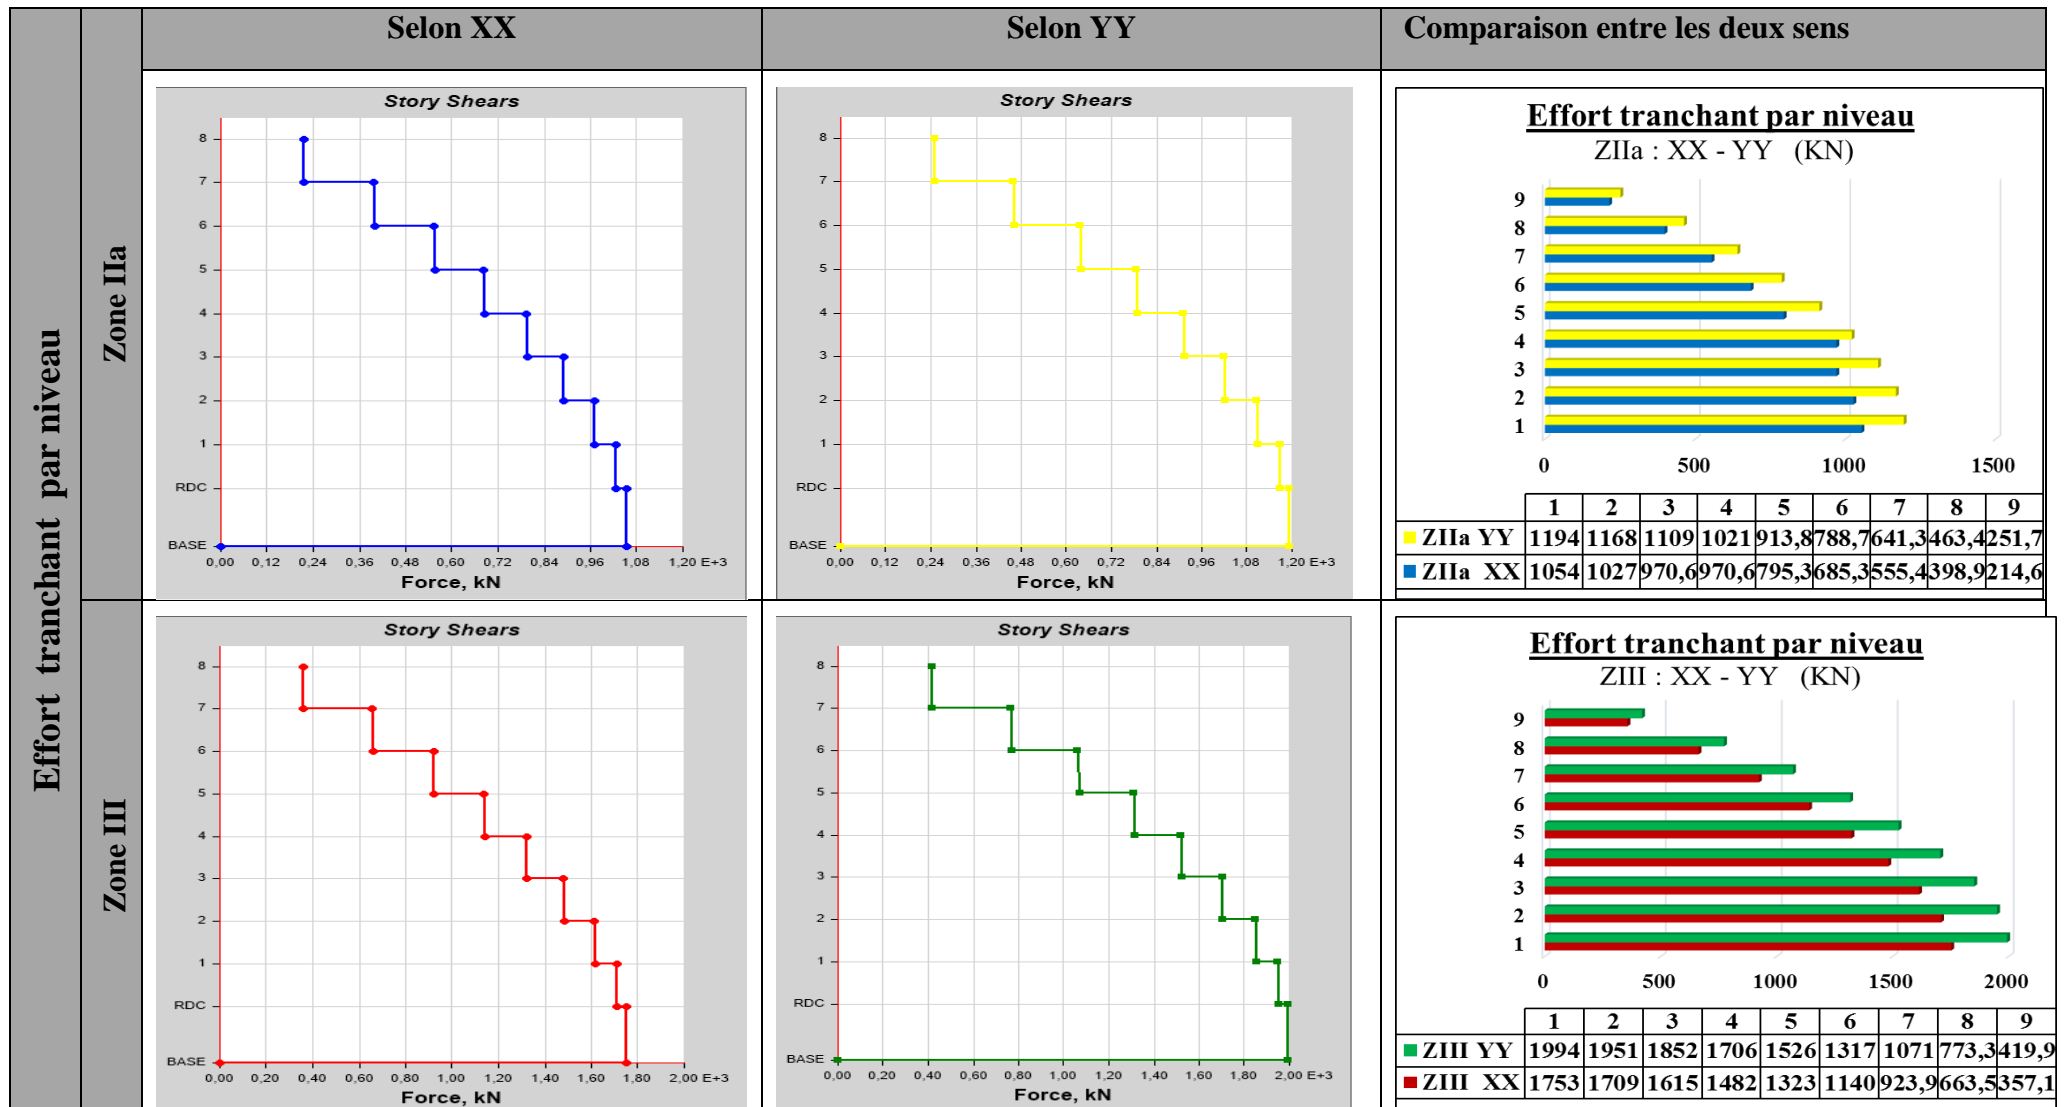 Selon XX
Selon YY
Comparaison entre les deux sens
Effort tranchant par niveau
Zone IIa
Story Shears
8
7
6
5
4
3
2
1
RDC
BASE
0,00 0,12 0,24 0,36 0,48 0,60 0,72 0,84 0,96 1,08 1,20 E+3
Force, kN
Story Shears
8
7
6
5
4
3
2
1
RDC
BASE
0,00 0,12 0,24 0,36 0,48 0,60 0,72 0,84 0,96 1,08 1,20 E+3
Force, kN
Effort tranchant par niveau
ZIIa : XX - YY (KN)
9
8
7
6
5
4
3
2
1
0 500 1000 1500
1 2 3 4 5 6 7 8 9
ZIIa YY 1194 1168 1109 1021 913,8 788,7 641,3 463,4 251,7
ZIIa XX 1054 1027 970,6 970,6 795,3 685,3 555,4 398,9 214,6
Zone III
Story Shears
8
7
6
5
4
3
2
1
RDC
BASE
0,00 0,20 0,40 0,60 0,80 1,00 1,20 1,40 1,60 1,80 2,00 E+3
Force, kN
Story Shears
8
7
6
5
4
3
2
1
RDC
BASE
0,00 0,20 0,40 0,60 0,80 1,00 1,20 1,40 1,60 1,80 2,00 E+3
Force, kN
Effort tranchant par niveau
ZIII : XX - YY (KN)
9
8
7
6
5
4
3
2
1
0 500 1000 1500 2000
1 2 3 4 5 6 7 8 9
ZIII YY 1994 1951 1852 1706 1526 1317 1071 773,3 419,9
ZIII XX 1753 1709 1615 1482 1323 1140 923,9 663,5 357,1